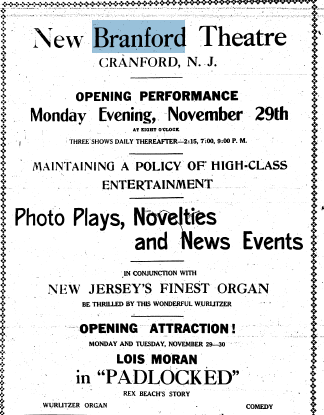 New Branford Theatre
CRANFORD, N. J.
OPENING PERFORMANCE
Monday Evening, November 29th
AT EIGHT O'CLOCK
THREE SHOWS DAILY THEREAFTER—2:15, 7:00, 9:00 P. M.
MAINTAINING A POLICY OF HIGH-CLASS
ENTERTAINMENT
Photo Plays, Novelties
and News Events
IN CONJUNCTION WITH
NEW JERSEY'S FINEST ORGAN
BE THRILLED BY THIS WONDERFUL WURLITZER
OPENING ATTRACTION!
MONDAY AND TUESDAY, NOVEMBER 29—30
LOIS MORAN
in "PADLOCKED"
REX BEACH'S STORY
WURLITZER ORGAN COMEDY